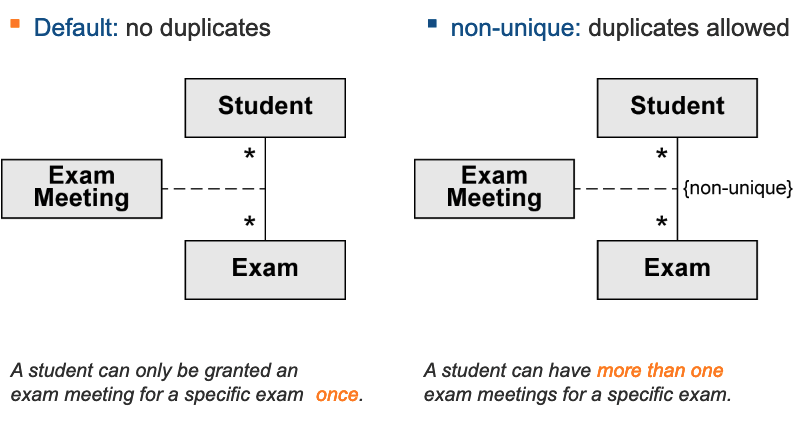 Default: no duplicates
Student
*
Exam
Meeting
*
Exam
A student can only be granted an
exam meeting for a specific exam once.
non-unique: duplicates allowed
Student
*
Exam
Meeting
{non-unique}
*
Exam
A student can have more than one
exam meetings for a specific exam.